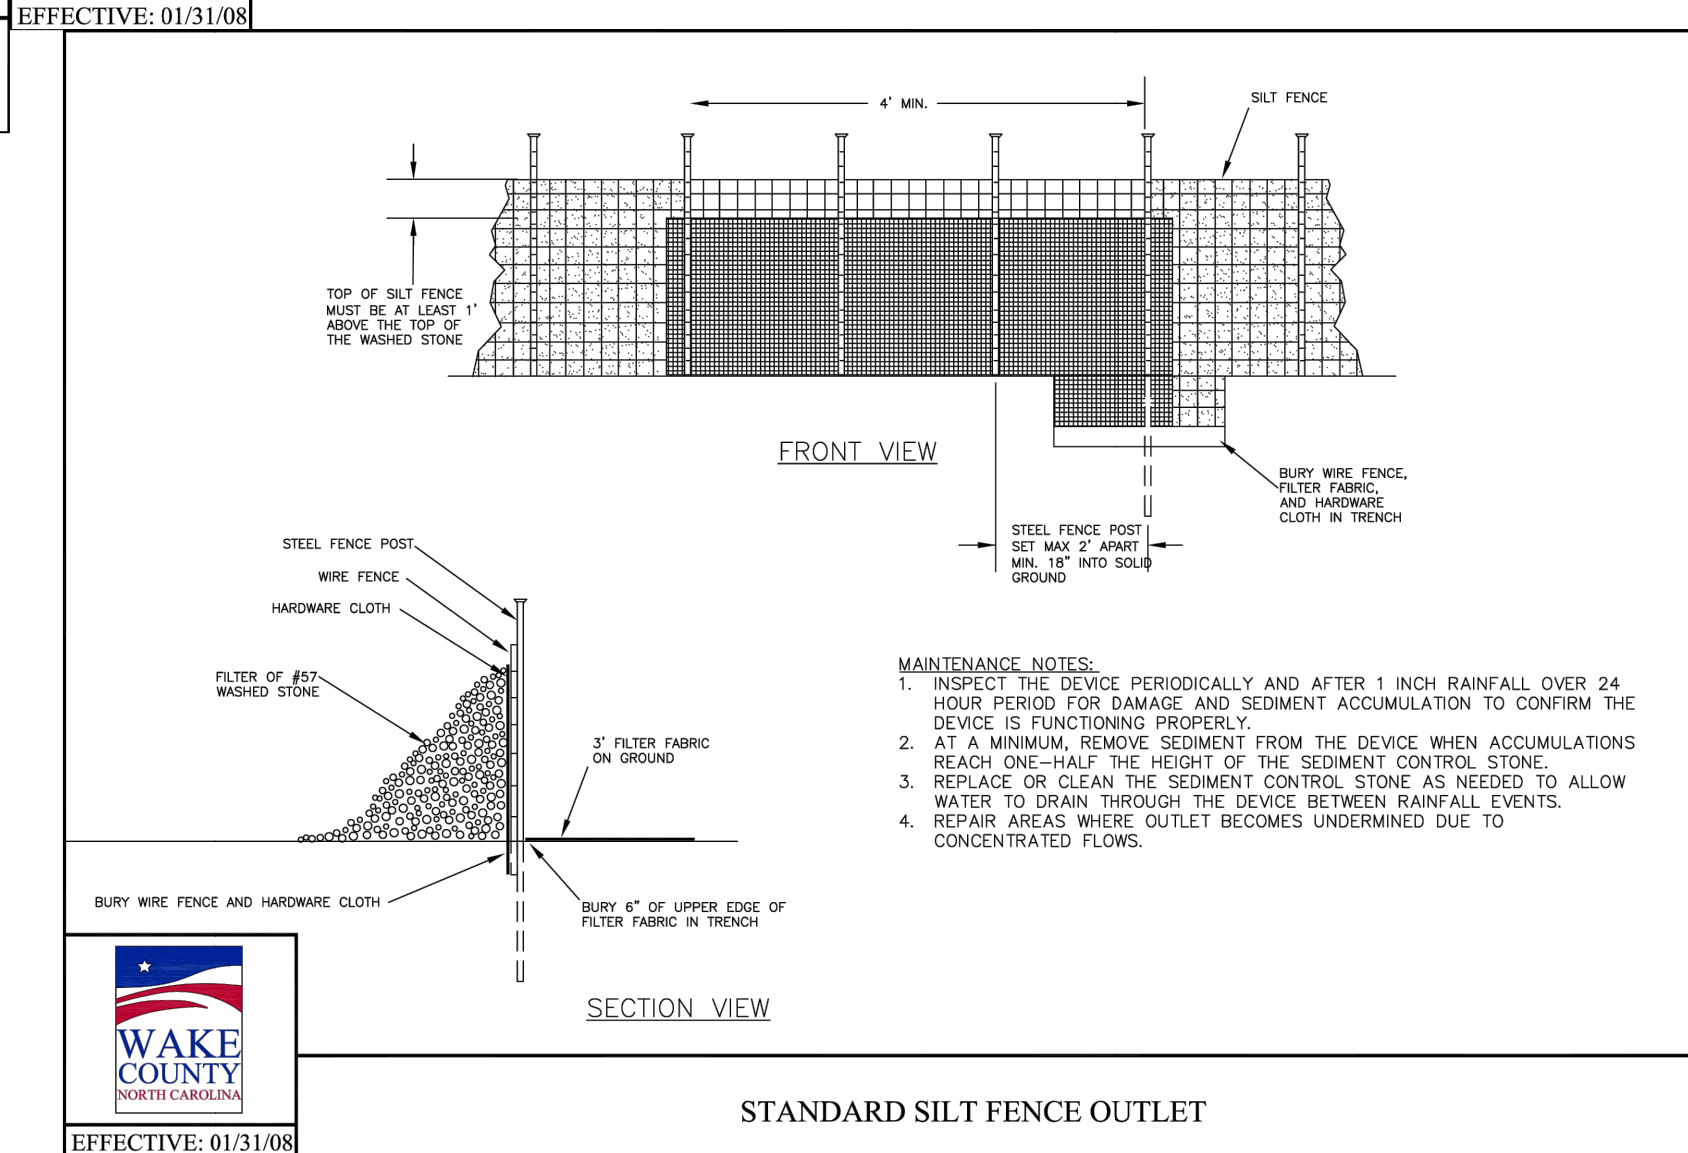 EFFECTIVE: 01/31/08
4' MIN.
SILT FENCE
TOP OF SILT FENCE
MUST BE AT LEAST 1'
ABOVE THE TOP OF
THE WASHED STONE
FRONT VIEW
BURY WIRE FENCE,
FILTER FABRIC,
AND HARDWARE
CLOTH IN TRENCH
STEEL FENCE POST
SET MAX 2' APART
MIN. 18" INTO SOLID
GROUND
STEEL FENCE POST
WIRE FENCE
HARDWARE CLOTH
FILTER OF #57
WASHED STONE
3' FILTER FABRIC
ON GROUND
BURY WIRE FENCE AND HARDWARE CLOTH
BURY 6" OF UPPER EDGE OF
FILTER FABRIC IN TRENCH
SECTION VIEW
MAINTENANCE NOTES:
1. INSPECT THE DEVICE PERIODICALLY AND AFTER 1 INCH RAINFALL OVER 24
HOUR PERIOD FOR DAMAGE AND SEDIMENT ACCUMULATION TO CONFIRM THE
DEVICE IS FUNCTIONING PROPERLY.
2. AT A MINIMUM, REMOVE SEDIMENT FROM THE DEVICE WHEN ACCUMULATIONS
REACH ONE-HALF THE HEIGHT OF THE SEDIMENT CONTROL STONE.
3. REPLACE OR CLEAN THE SEDIMENT CONTROL STONE AS NEEDED TO ALLOW
WATER TO DRAIN THROUGH THE DEVICE BETWEEN RAINFALL EVENTS.
4. REPAIR AREAS WHERE OUTLET BECOMES UNDERMINED DUE TO
CONCENTRATED FLOWS.
WAKE
COUNTY
NORTH CAROLINA
EFFECTIVE: 01/31/08
STANDARD SILT FENCE OUTLET